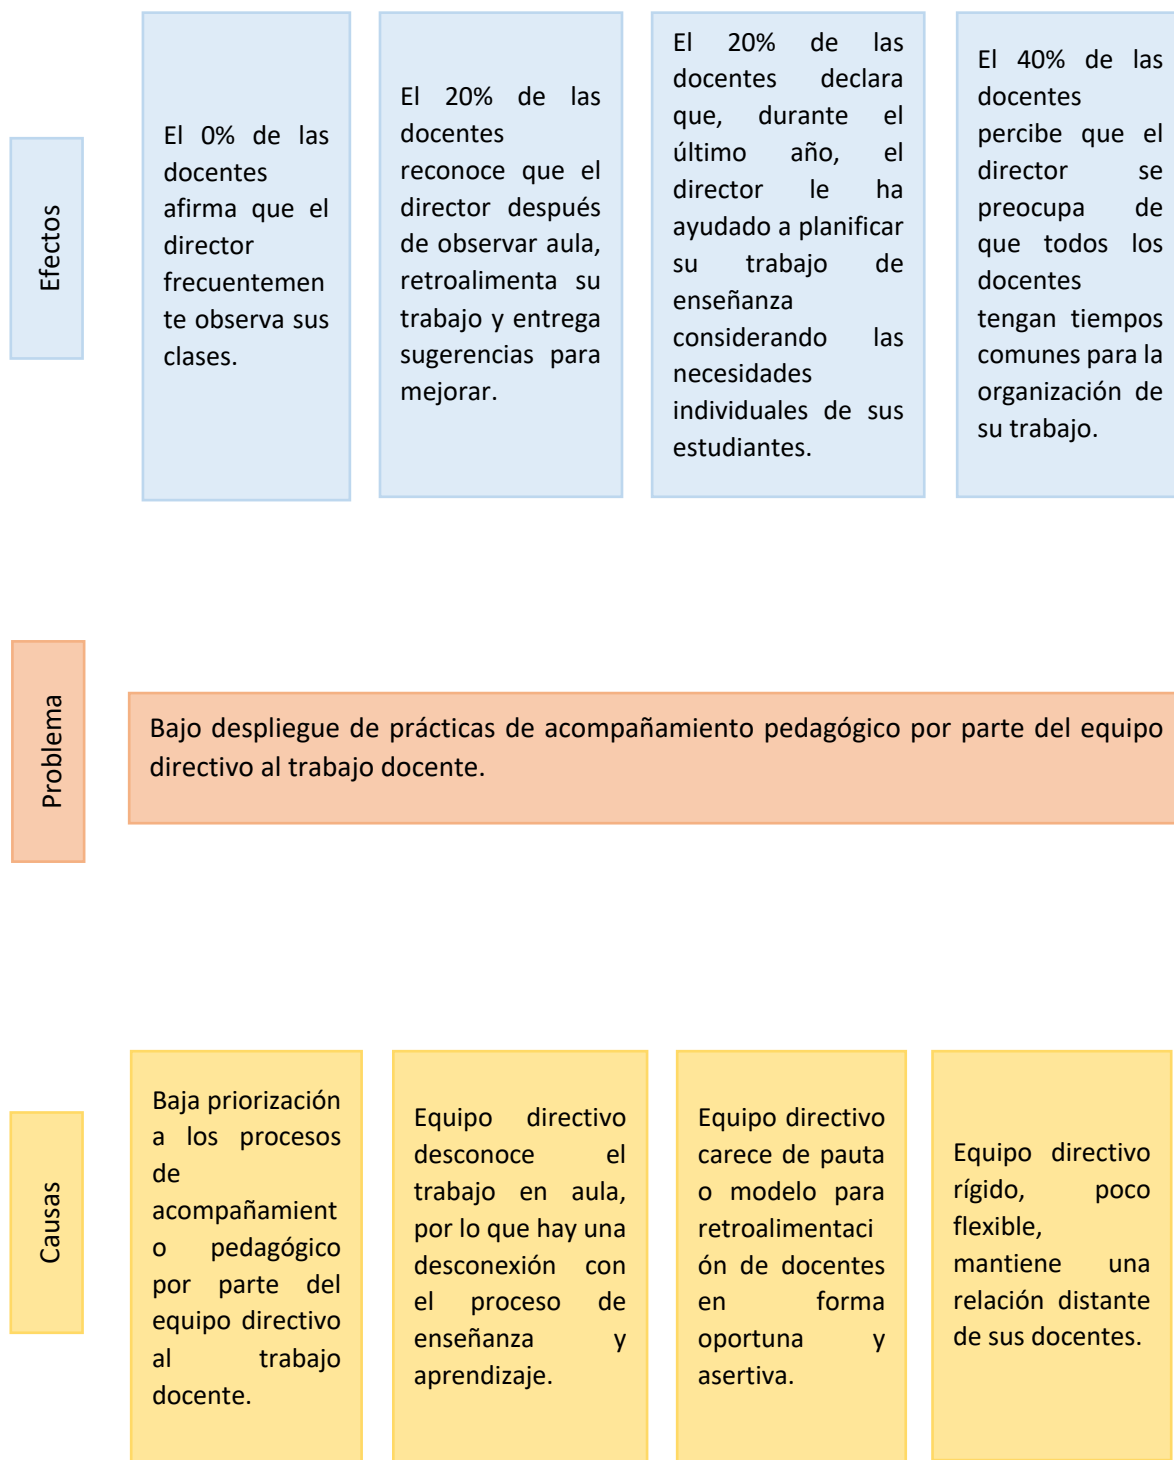 Efectos
El 0% de las
docentes
afirma que el
director
frecuentemen
te observa sus
clases.
El 20% de las
docentes
reconoce que el
director después
de observar aula,
retroalimenta su
trabajo y entrega
sugerencias para
mejorar.
El 20% de las
docentes declara
que, durante el
último año, el
director le ha
ayudado a planificar
su trabajo de
enseñanza
considerando las
necesidades
individuales de sus
estudiantes.
El 40% de las
docentes
percibe que el
director se
preocupa de
que todos los
docentes
tengan tiempos
comunes para la
organización de
su trabajo.
Problema
Bajo despliegue de prácticas de acompañamiento pedagógico por parte del equipo
directivo al trabajo docente.
Causas
Baja priorización
a los procesos
de
acompañamient
o pedagógico
por parte del
equipo directivo
al trabajo
docente.
Equipo directivo
desconoce el
trabajo en aula,
por lo que hay una
desconexión con
el proceso de
enseñanza y
aprendizaje.
Equipo directivo
carece de pauta
o modelo para
retroalimentaci
ón de docentes
en forma
oportuna y
asertiva.
Equipo directivo
rígido, poco
flexible,
mantiene una
relación distante
de sus docentes.